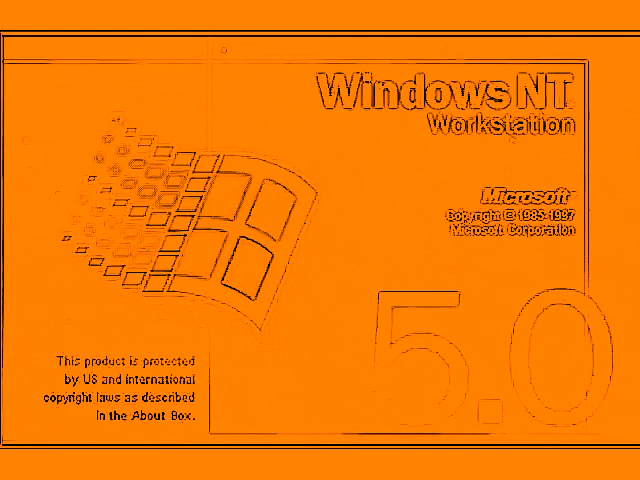 Windows NT
Workstation
Microsoft
Copyright © 1985-1997
Microsoft Corporation
5.0
This product is protected
by US and international
copyright laws as described
in the About Box.